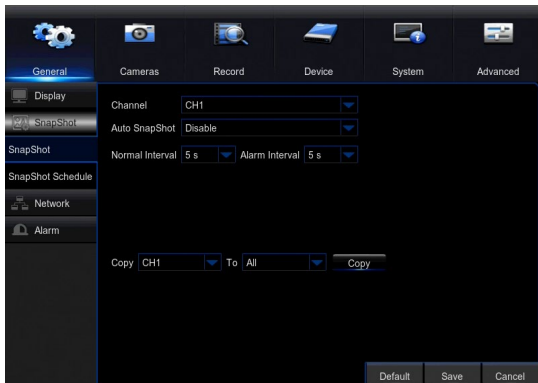 General Cameras Record Device System Advanced
Display
SnapShot
SnapShot
SnapShot Schedule
Network
Alarm
Channel CH1
Auto SnapShot Disable
Normal Interval 5 s Alarm Interval 5 s
Copy CH1 To All Copy
Default Save Cancel